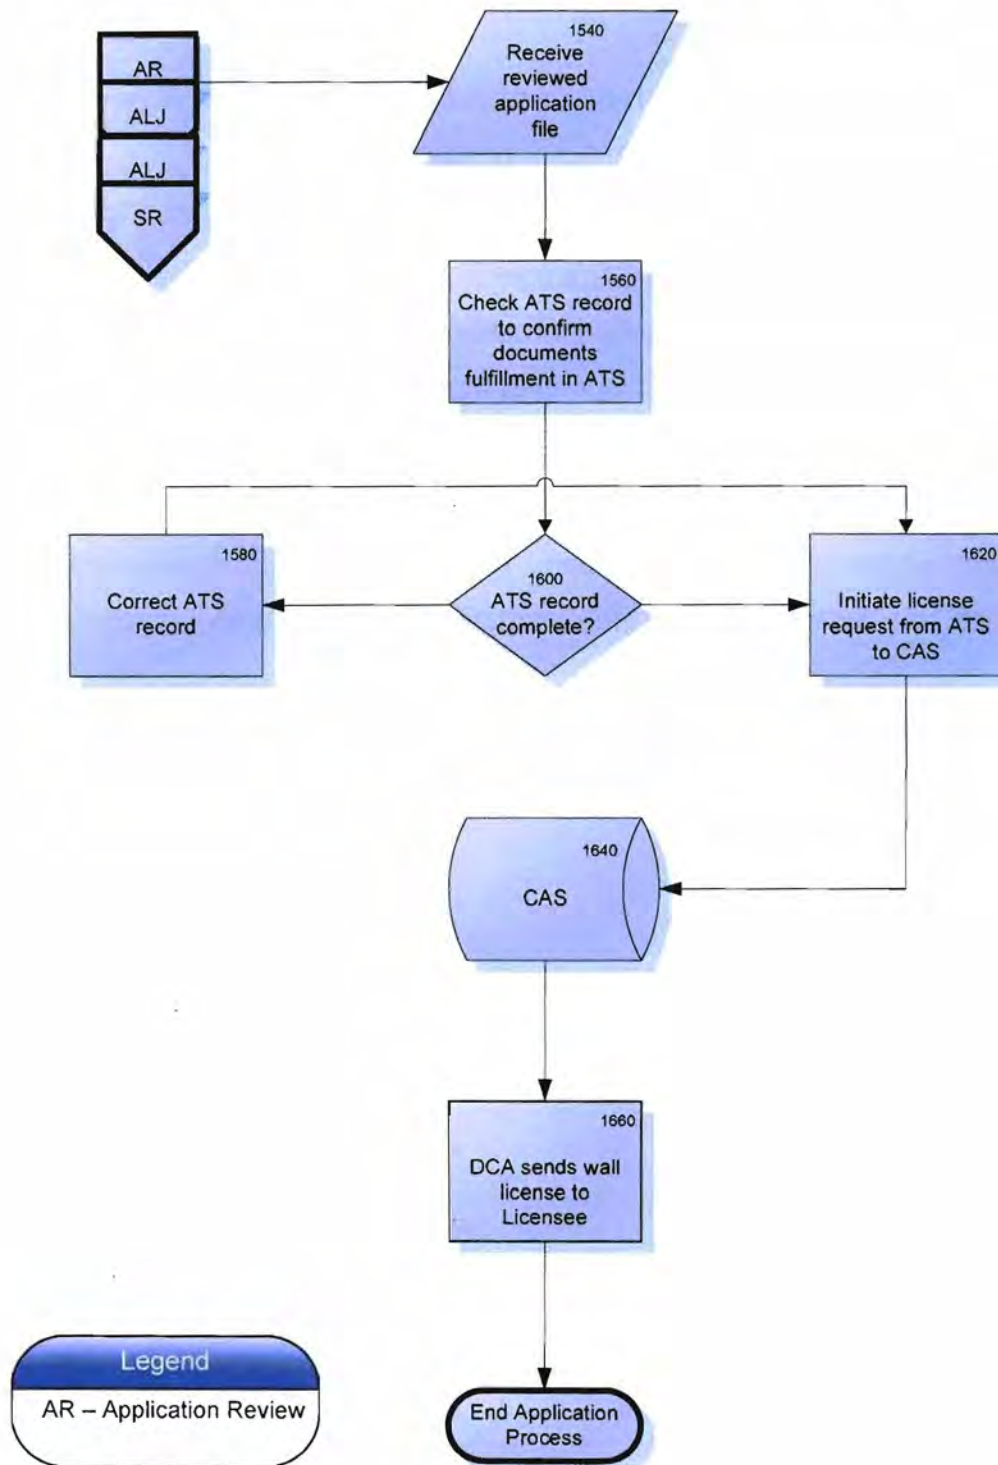 AR
ALJ
ALJ
SR
1540
Receive
reviewed
application
file
1560
Check ATS record
to confirm
documents
fulfillment in ATS
1580
Correct ATS
record
1600
ATS record
complete?
1620
Initiate license
request from ATS
to CAS
1640
CAS
1660
DCA sends wall
license to
Licensee
End Application
Process
Legend
AR – Application Review